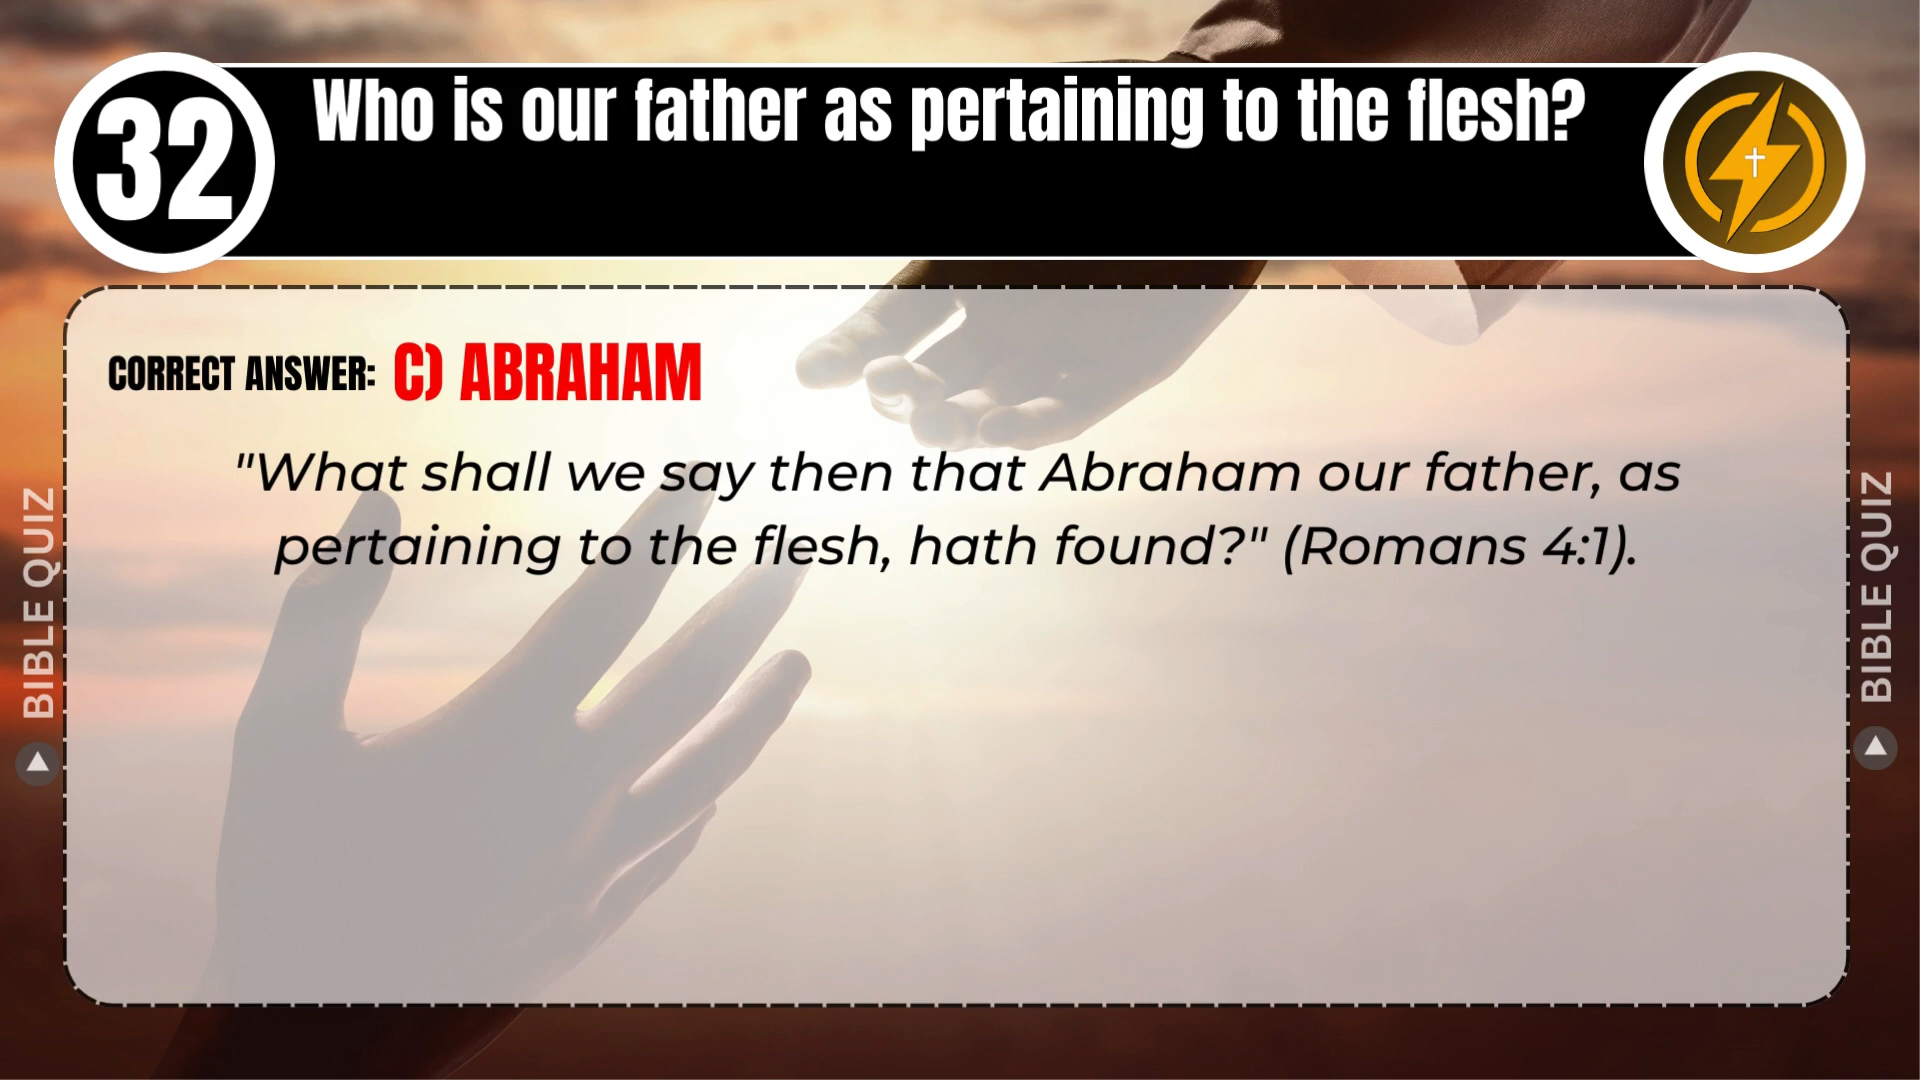 32
Who is our father as pertaining to the flesh?
CORRECT ANSWER: C) ABRAHAM
"What shall we say then that Abraham our father, as
pertaining to the flesh, hath found?" (Romans 4:1).
BIBLE QUIZ
BIBLE QUIZ